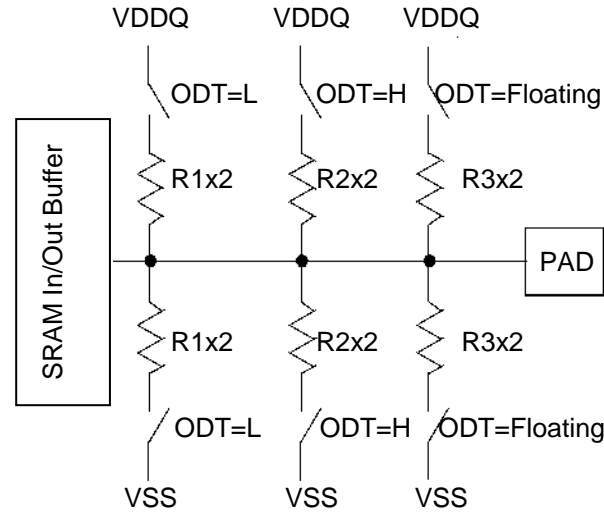 VDDQ VDDQ VDDQ
ODT=L ODT=H ODT=Floating
R1x2 R2x2 R3x2
SRAM In/Out Buffer
PAD
R1x2 R2x2 R3x2
ODT=L ODT=H ODT=Floating
VSS VSS VSS